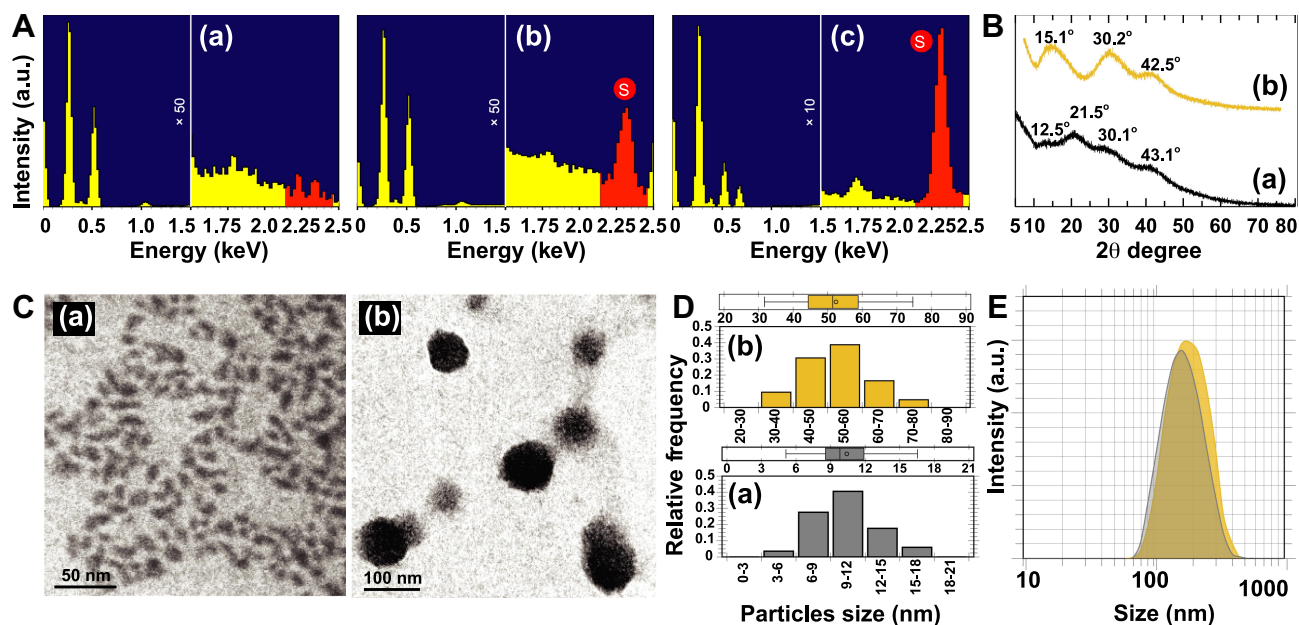 A
Intensity (a.u.)
(a)
× 50
0 0.5 1.0 1.5 1.75 2.25 2.5
Energy (keV)
(b)
S
× 50
0 0.5 1.0 1.5 1.75 2.25 2.5
Energy (keV)
(c)
S
× 10
0 0.5 1.0 1.5 1.75 2.25 2.5
Energy (keV)
B
15.1° 30.2° 42.5°
(b)
12.5° 21.5° 30.1° 43.1°
(a)
5 10 20 30 40 50 60 70 80
2θ degree
C
(a)
50 nm
(b)
100 nm
D
Relative frequency
20 30 40 50 60 70 80 90
(b)
0.5
0.4
0.3
0.2
0.1
0
20-30 30-40 40-50 50-60 60-70 70-80 80-90
0 3 6 9 12 15 18 21
(a)
0.5
0.4
0.3
0.2
0.1
0
0-3 3-6 6-9 9-12 12-15 15-18 18-21
Particles size (nm)
E
Intensity (a.u.)
10 100 1000
Size (nm)